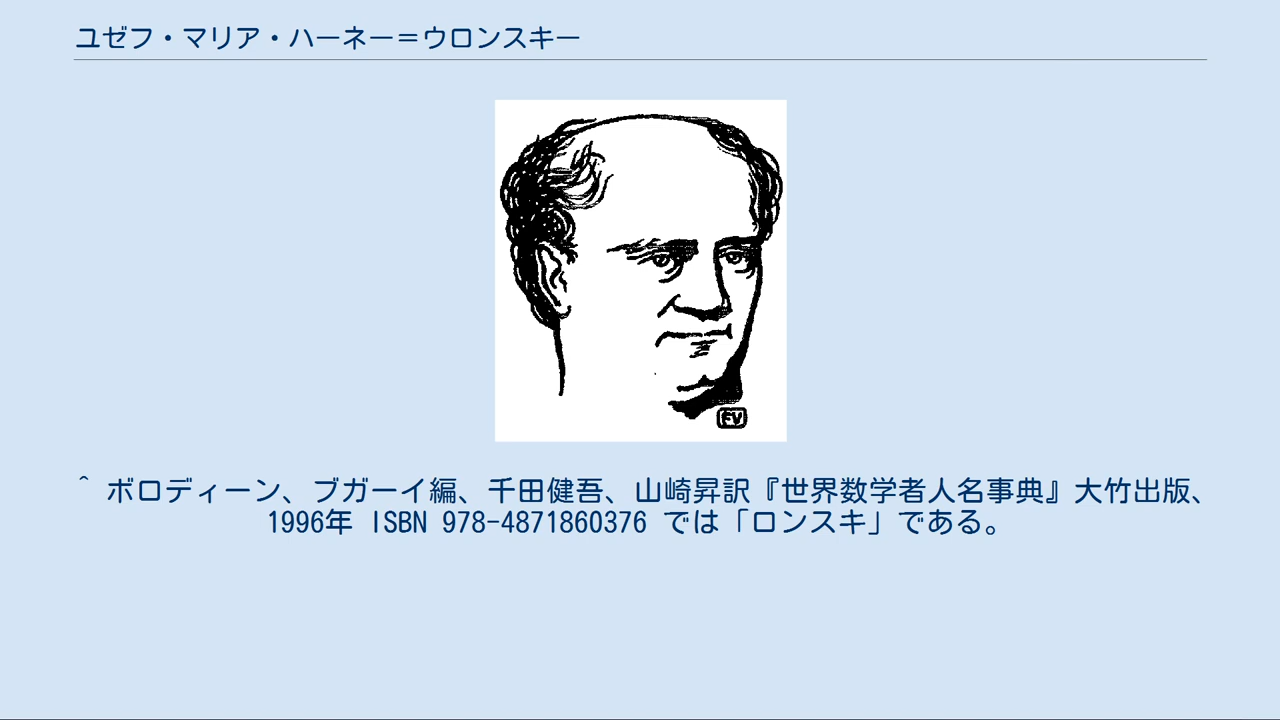 ユゼフ・マリア・ハーネー＝ウロンスキー
FV
^ ボロディーン、ブガーイ編、千田健吾、山崎昇訳『世界数学者人名事典』大竹出版、
1996年 ISBN 978-4871860376 では「ロンスキ」である。